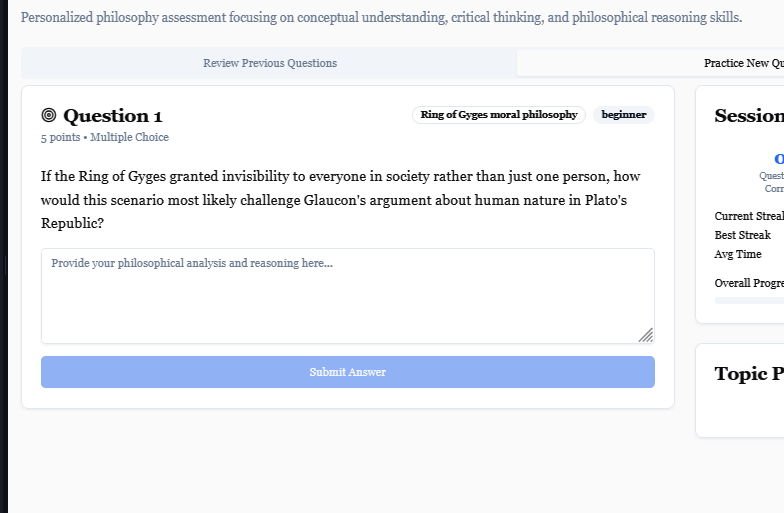 Personalized philosophy assessment focusing on conceptual understanding, critical thinking, and philosophical reasoning skills.
Review Previous Questions
Practice New Qu
Question 1
Ring of Gyges moral philosophy
beginner
5 points • Multiple Choice
If the Ring of Gyges granted invisibility to everyone in society rather than just one person, how
would this scenario most likely challenge Glaucon's argument about human nature in Plato's
Republic?
Provide your philosophical analysis and reasoning here...
Submit Answer
Session
0
Quest
Corr
Current Streak
Best Streak
Avg Time
Overall Progre
Topic P